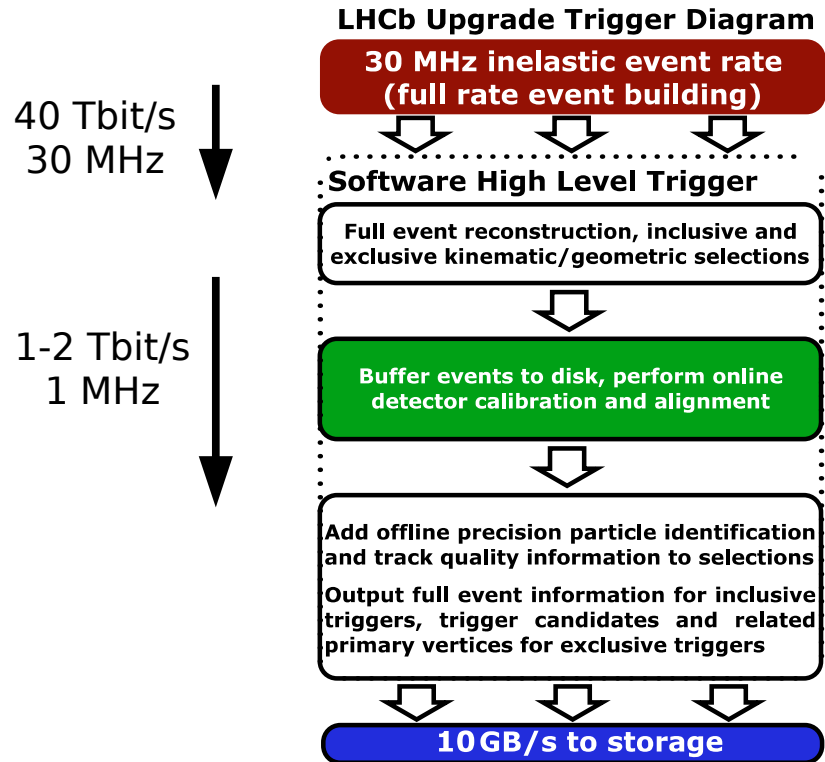 LHCb Upgrade Trigger Diagram
30 MHz inelastic event rate
(full rate event building)
40 Tbit/s
30 MHz
Software High Level Trigger
Full event reconstruction, inclusive and
exclusive kinematic/geometric selections
1-2 Tbit/s
1 MHz
Buffer events to disk, perform online
detector calibration and alignment
Add offline precision particle identification
and track quality information to selections
Output full event information for inclusive
triggers, trigger candidates and related
primary vertices for exclusive triggers
10 GB/s to storage